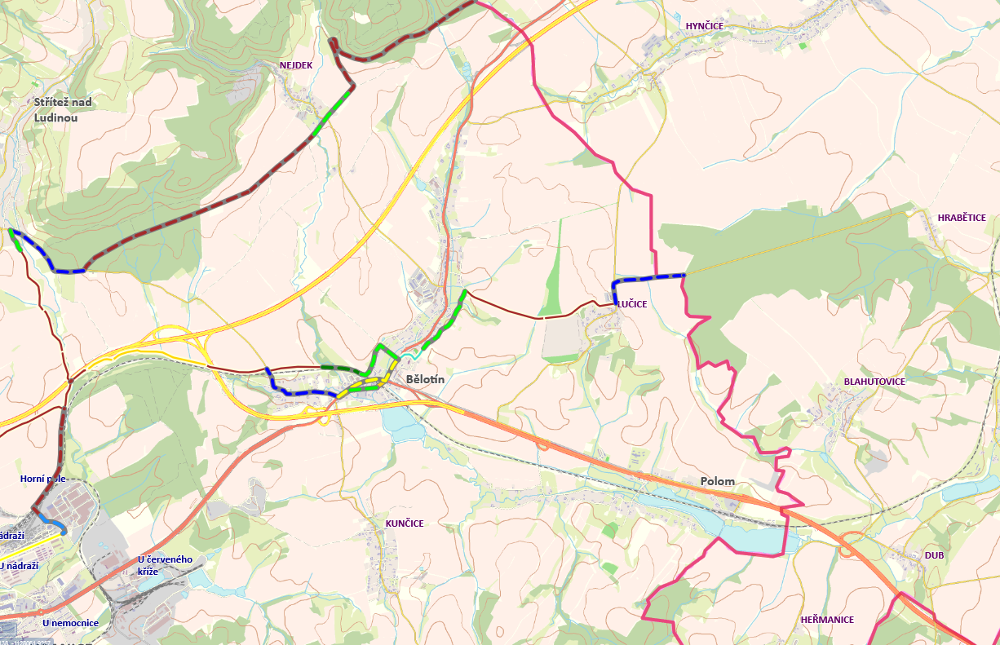 HYNČICE
NEJDEK
Střítež nad
Ludinou
HRABĚTICE
LUČICE
Bělotín
BLAHUTOVICE
Horní pole
Polom
KUNČICE
ádraží
U nádraží
U červeného
kříže
DUB
U nemocnice
HEŘMANICE